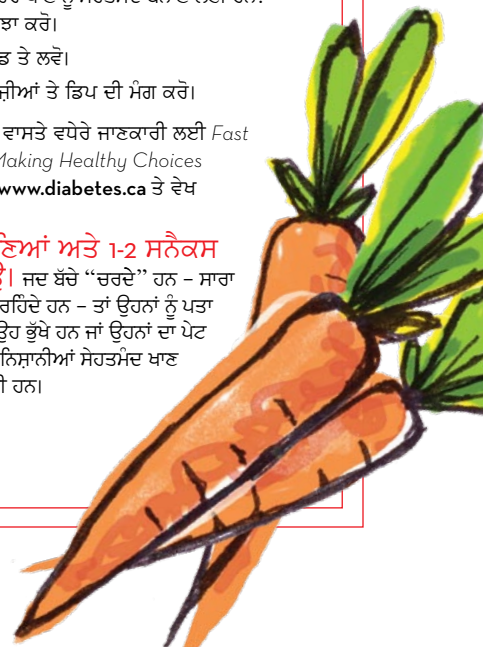 ਝਾ ਕਰੋ।
ਡ ਤੇ ਲਵੋ।
ਜ਼ੀਆਂ ਤੇ ਡਿਪ ਦੀ ਮੰਗ ਕਰੋ।
ਵਾਸਤੇ ਵਧੇਰੇ ਜਾਣਕਾਰੀ ਲਈ Fast
Making Healthy Choices
www.diabetes.ca ਤੇ ਵੇਖ
ਣਿਆਂ ਅਤੇ 1-2 ਸਨੈਕਸ
ਜਦ ਬੱਚੇ “ਚਰਦੇ” ਹਨ – ਸਾਰਾ
ਰਹਿੰਦੇ ਹਨ – ਤਾਂ ਉਹਨਾਂ ਨੂੰ ਪਤਾ
ਉਹ ਭੁੱਖੇ ਹਨ ਜਾਂ ਉਹਨਾਂ ਦਾ ਪੇਟ
ਨਿਸ਼ਾਨੀਆਂ ਸੇਹਤਮੰਦ ਖਾਣ
ੀ ਹਨ।